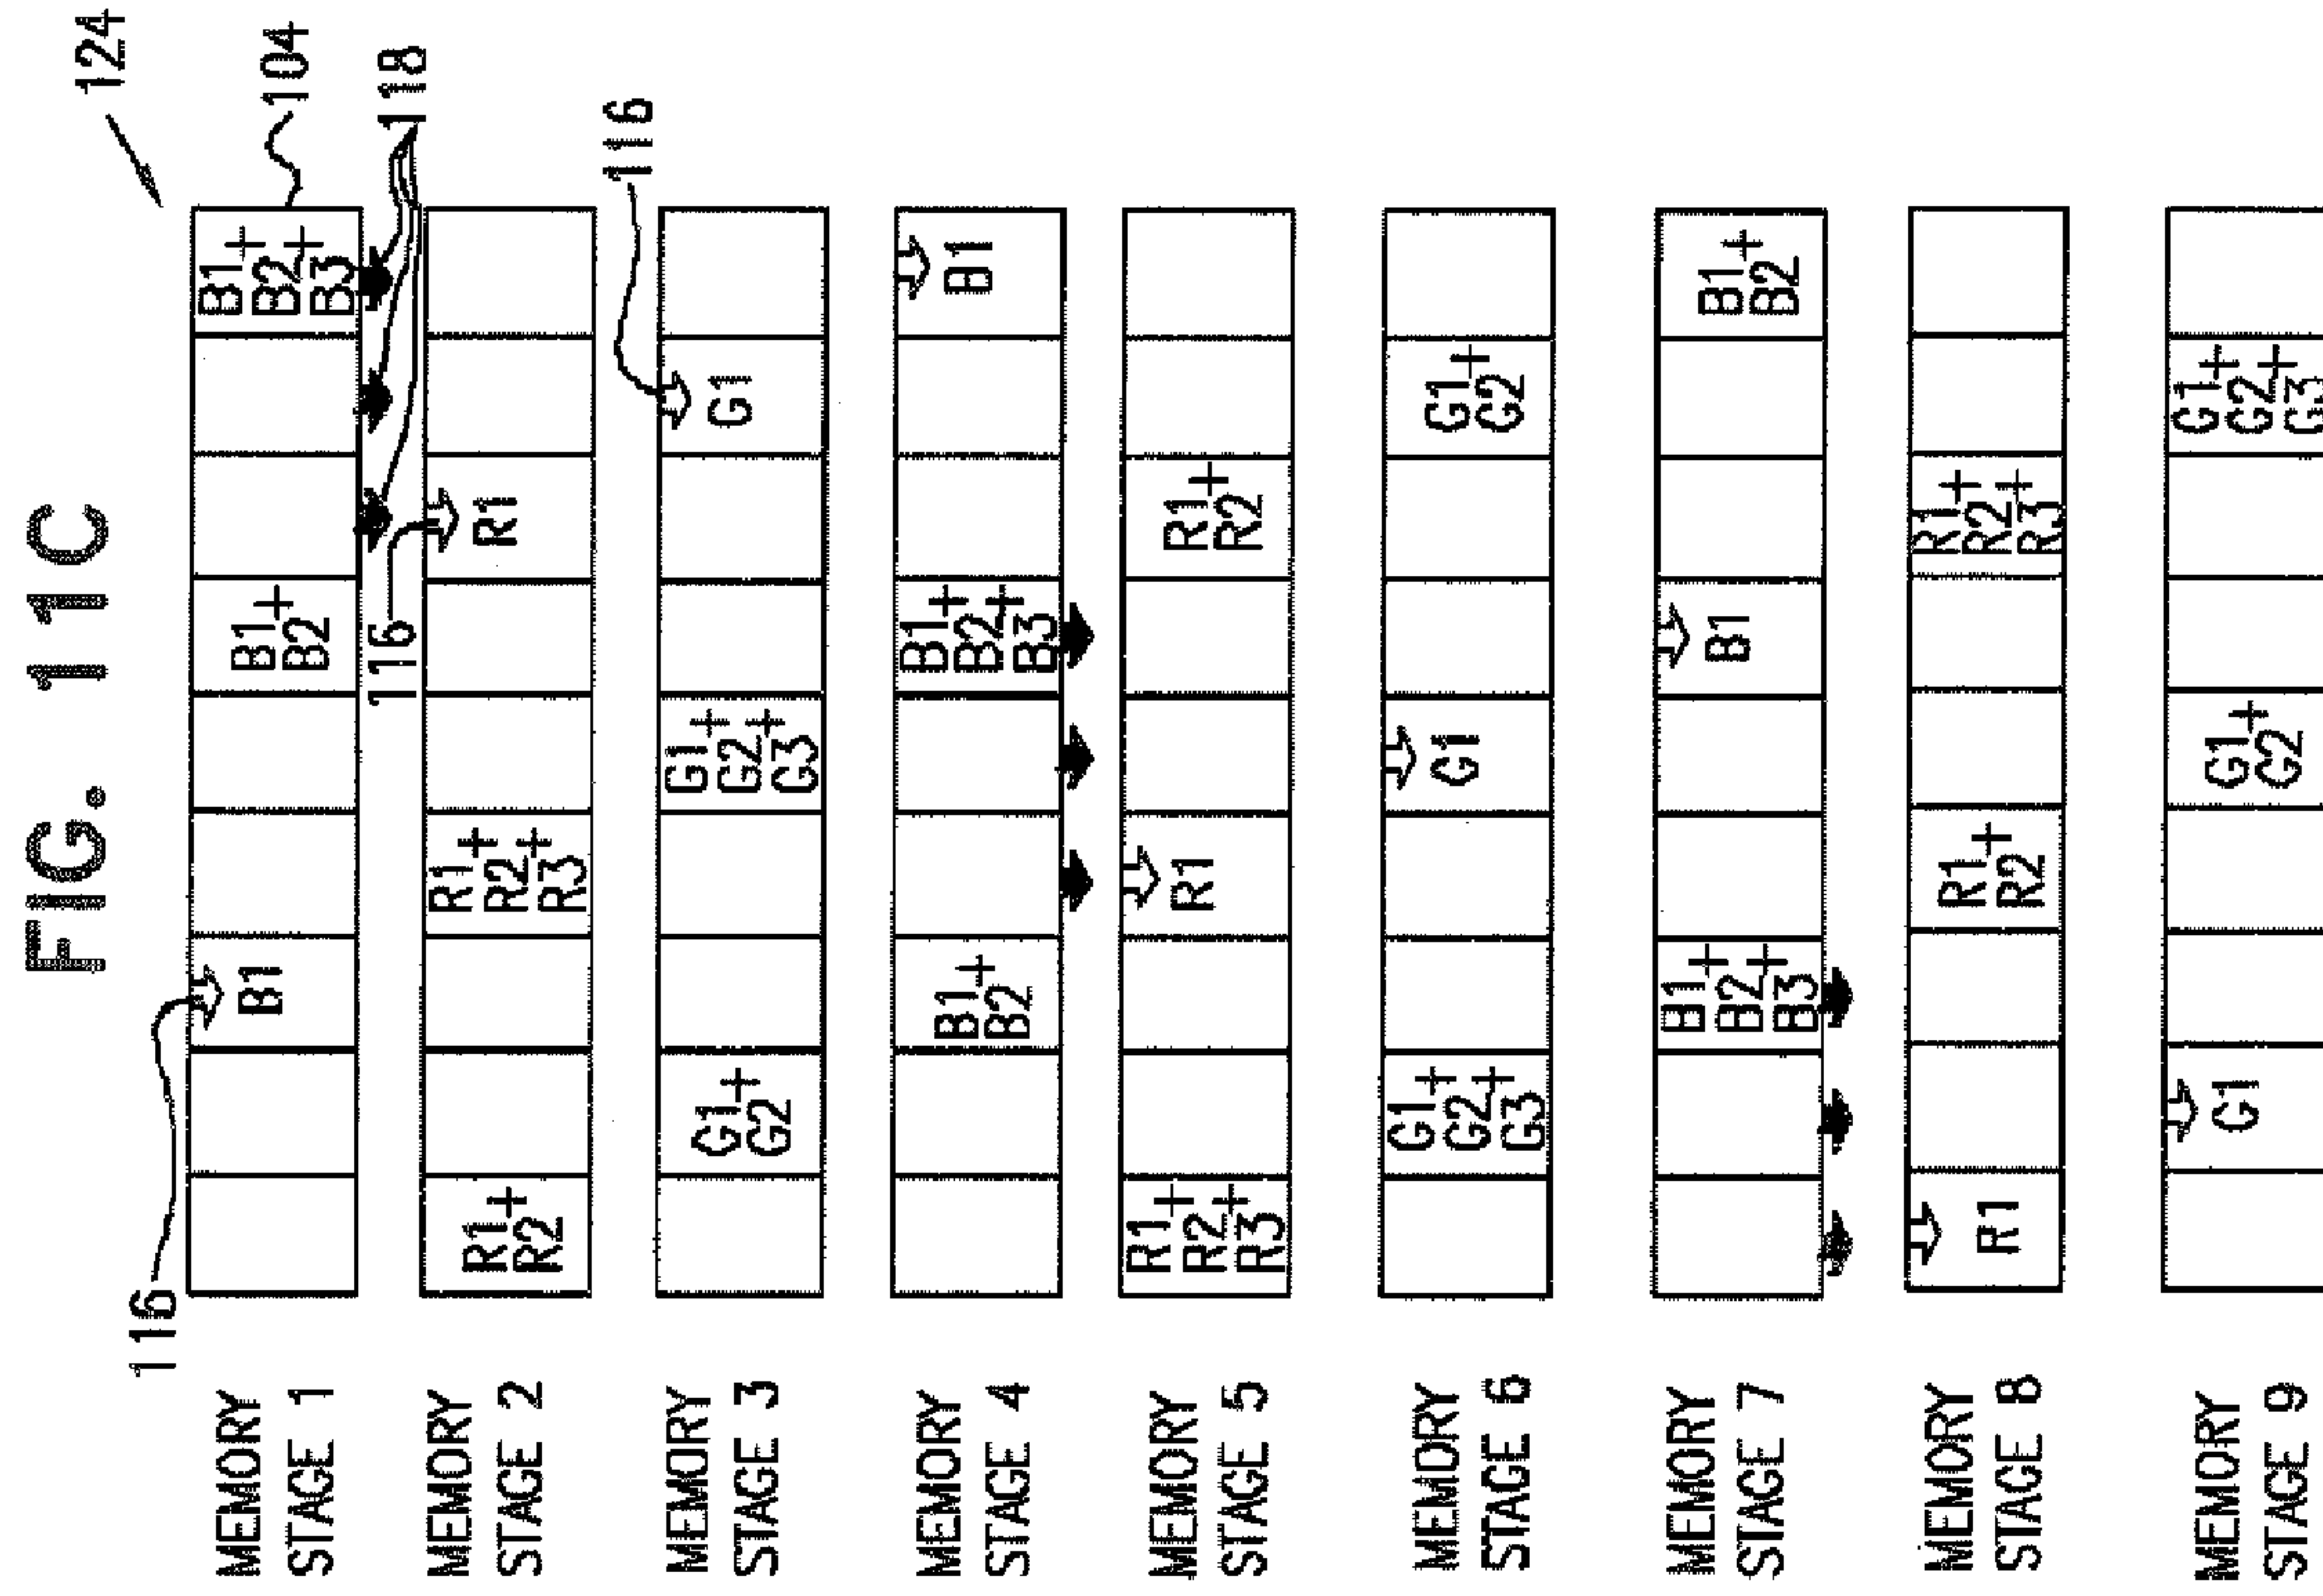 FIG. 11C
124
116
104
118
116
116
MEMORY
STAGE 1
B1
B1+
B2
B1+
B2+
B3
MEMORY
STAGE 2
R1+
R2
R1+
R2+
R3
R1
MEMORY
STAGE 3
G1+
G2
G1+
G2+
G3
G1
MEMORY
STAGE 4
B1+
B2
B1+
B2+
B3
B1
MEMORY
STAGE 5
R1+
R2+
R3
R1
R1+
R2
MEMORY
STAGE 6
G1+
G2+
G3
G1
G1+
G2
MEMORY
STAGE 7
B1+
B2+
B3
B1
B1+
B2
MEMORY
STAGE 8
R1
R1+
R2
R1+
R2+
R3
MEMORY
STAGE 9
G1
G1+
G2
G1+
G2+
G3